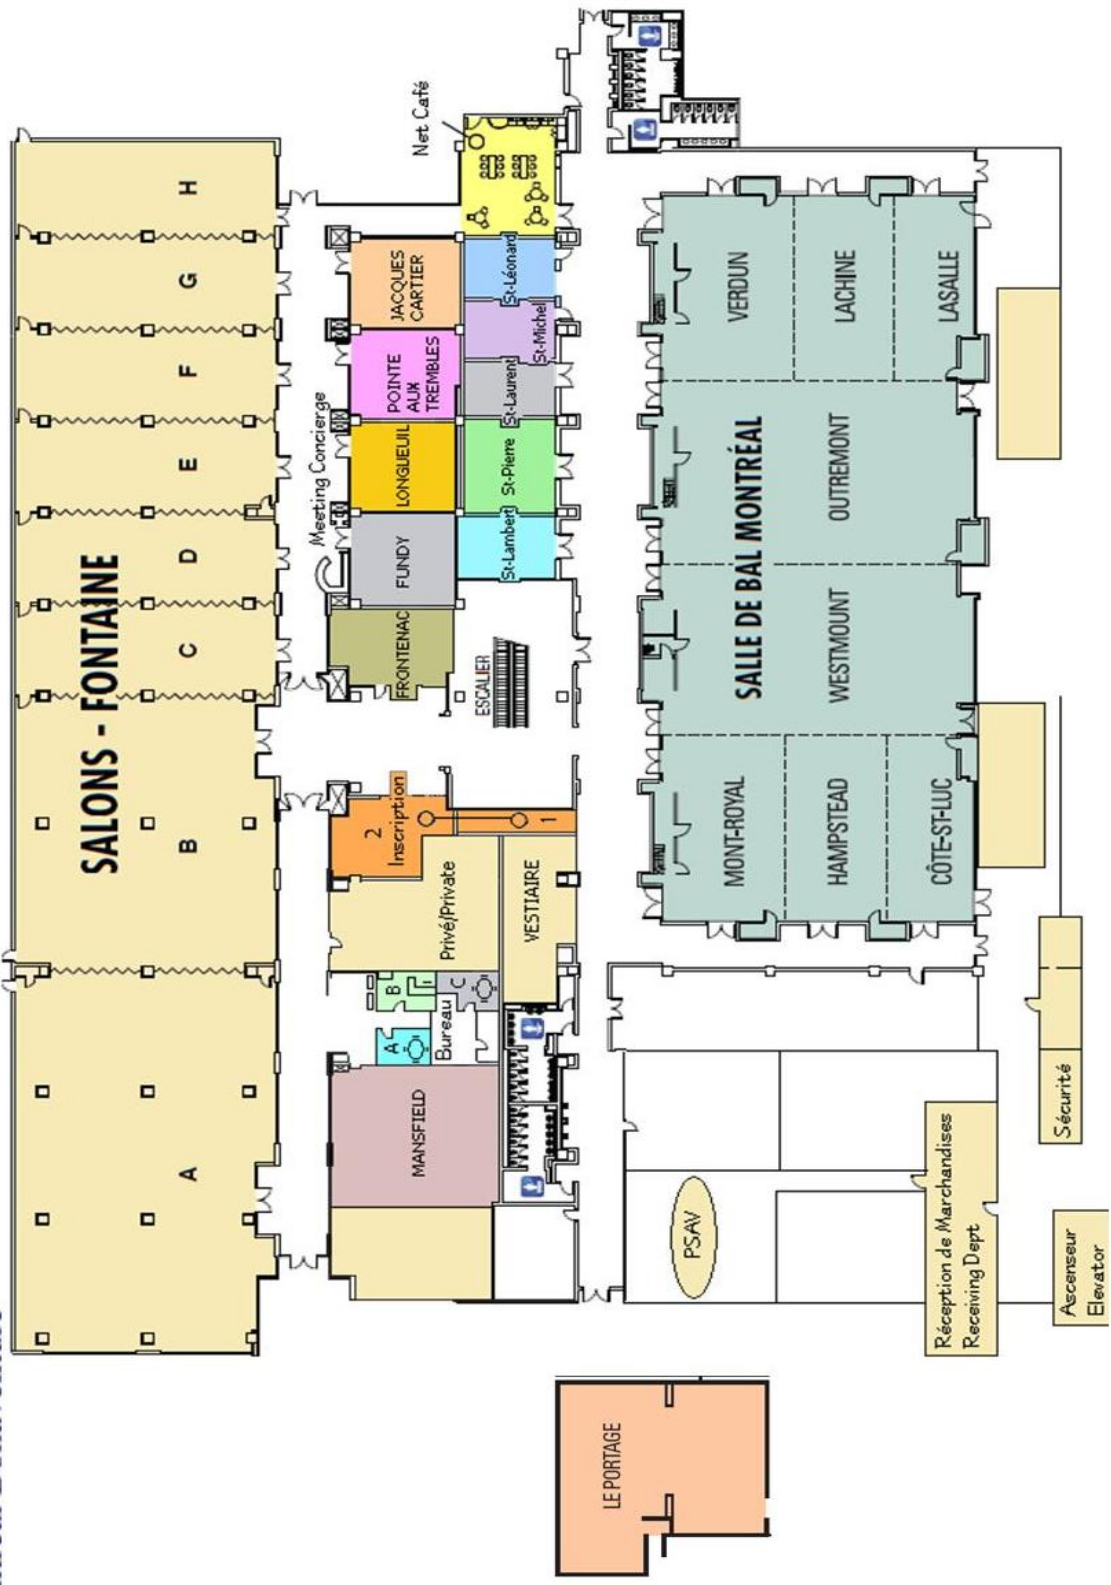 SALONS - FONTAINE
A
B
C
D
E
F
G
H
Meeting Concierge
Net Café
MANSFIELD
A
B
C
Bureau
Privé/Private
2
Inscription
1
VESTIAIRE
FRONTENAC
FUNDY
LONGUEUIL
POINTE
AUX
TREMBLES
JACQUES
CARTIER
ESCALIER
St-Lambert
St-Pierre
St-Laurent
St-Michel
St-Léonard
SALLE DE BAL MONTRÉAL
MONT-ROYAL
HAMPSTEAD
CÔTE-ST-LUC
WESTMOUNT
OUTREMONT
VERDUN
LACHINE
LASALLE
LE PORTAGE
PSAV
Réception de Marchandises
Receiving Dept
Sécurité
Ascenseur
Elevator